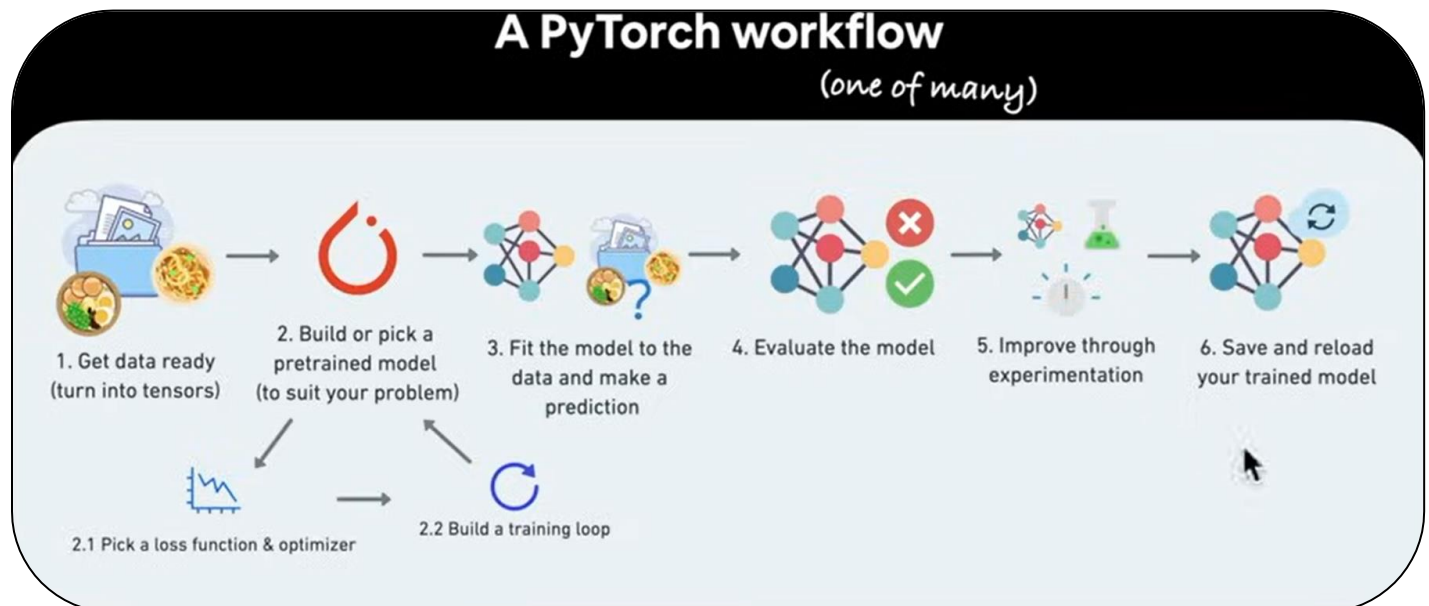 A PyTorch workflow
(one of many)
1. Get data ready
(turn into tensors)
2. Build or pick a
pretrained model
(to suit your problem)
3. Fit the model to the
data and make a
prediction
4. Evaluate the model
5. Improve through
experimentation
6. Save and reload
your trained model
2.1 Pick a loss function & optimizer
2.2 Build a training loop